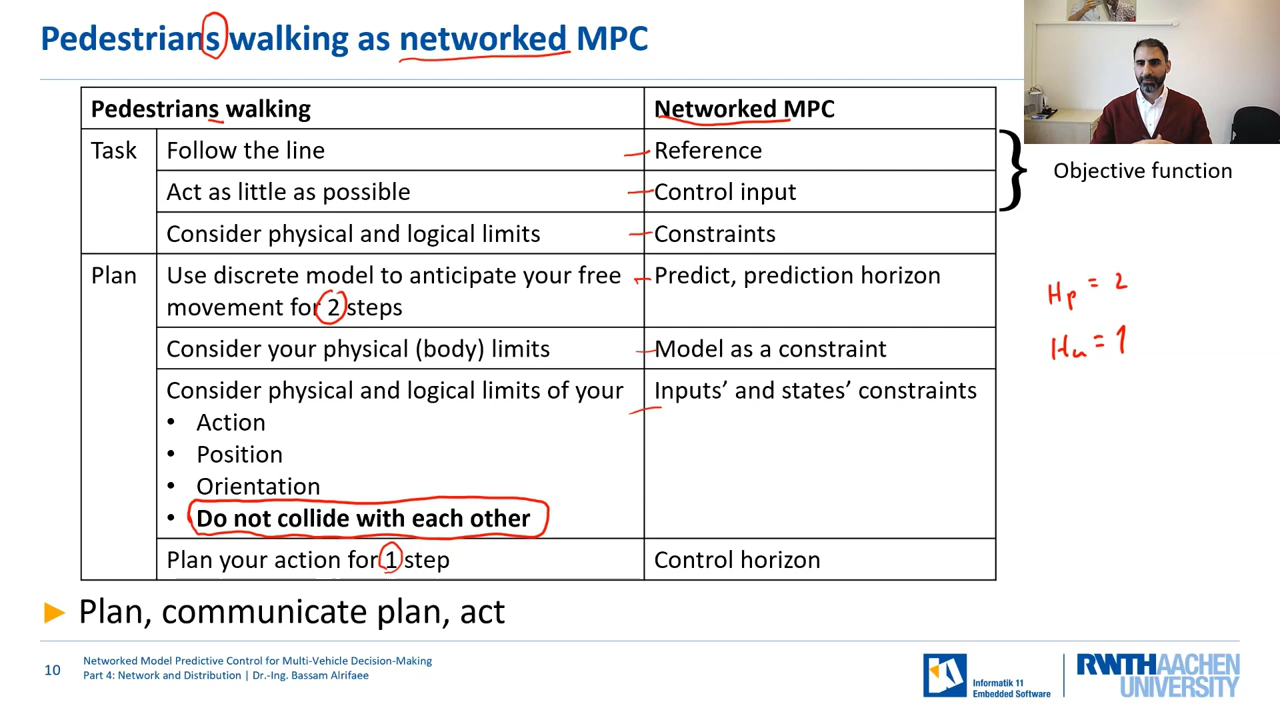 Pedestrians walking as networked MPC
Pedestrians walking
Networked MPC
Task
Follow the line
Reference
Act as little as possible
Control input
Consider physical and logical limits
Constraints
Objective function
Plan
Use discrete model to anticipate your free
movement for 2 steps
Predict, prediction horizon
Consider your physical (body) limits
Model as a constraint
Consider physical and logical limits of your
• Action
• Position
• Orientation
• Do not collide with each other
Inputs’ and states’ constraints
Plan your action for 1 step
Control horizon
Hp = 2
Hu = 1
► Plan, communicate plan, act
10
Networked Model Predictive Control for Multi-Vehicle Decision-Making
Part 4: Network and Distribution | Dr.-Ing. Bassam Alrifaee
Informatik 11
Embedded Software
RWTHAACHEN
UNIVERSITY